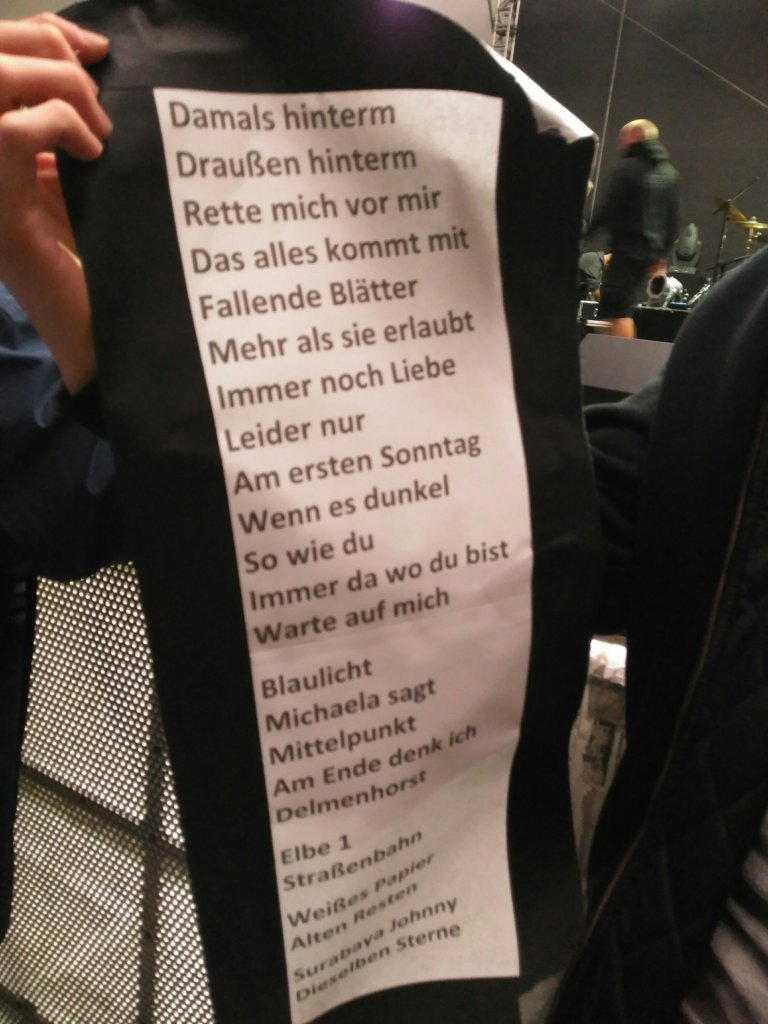 Damals hinterm
Draußen hinterm
Rette mich vor mir
Das alles kommt mit
Fallende Blätter
Mehr als sie erlaubt
Immer noch Liebe
Leider nur
Am ersten Sonntag
Wenn es dunkel
So wie du
Immer da wo du bist
Warte auf mich
Blaulicht
Michaela sagt
Mittelpunkt
Am Ende denk ich
Delmenhorst
Elbe 1
Straßenbahn
Weißes Papier
Alten Resten
Surabaya Johnny
Dieselben Sterne